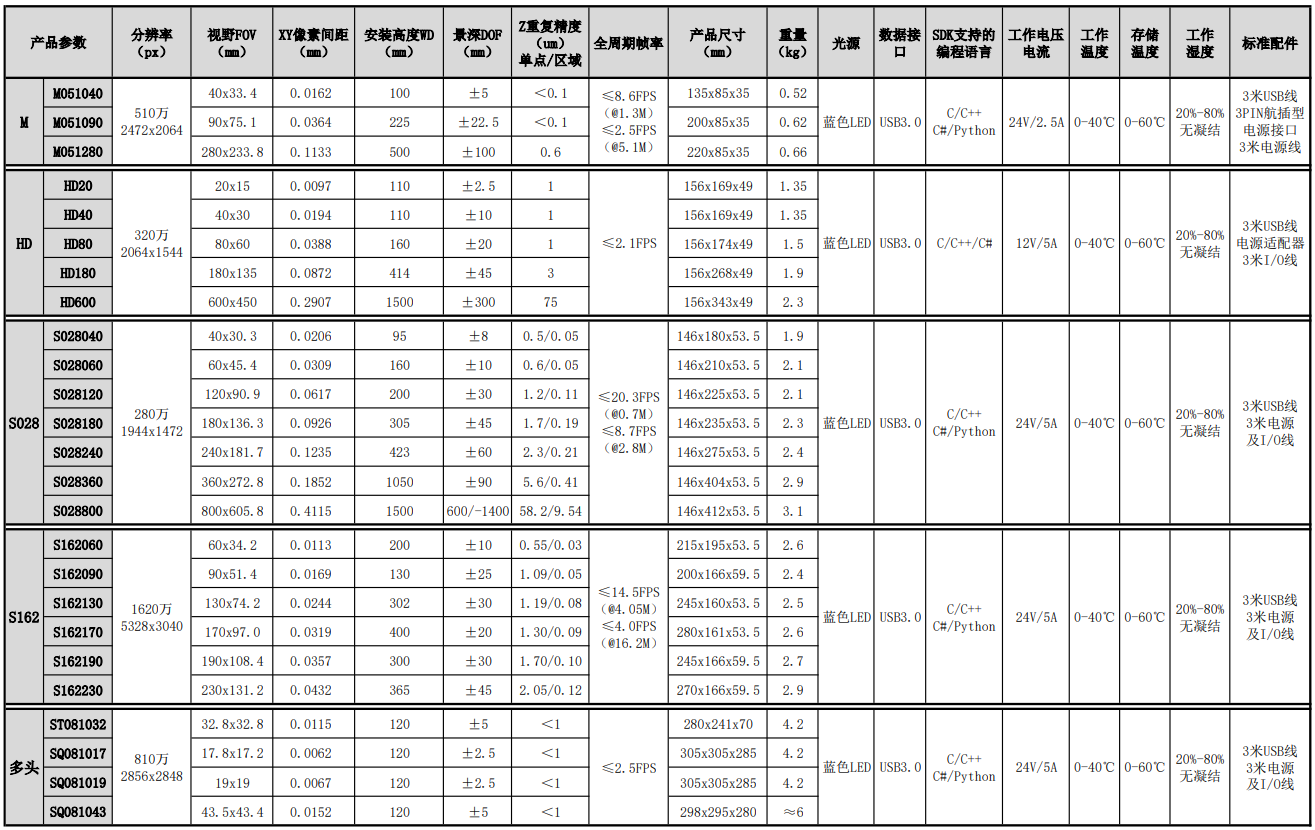 产品参数 分辨率（px） 视野FOV（mm） XY像素间距（mm） 安装高度WD（mm） 景深DOF（mm） Z重复精度（um）单点/区域 全周期帧率 产品尺寸（mm） 重量（kg） 光源 数据接口 SDK支持的编程语言 工作电压电流 工作温度 存储温度 工作湿度 标准配件
M 510万 2472x2064 ≤8.6FPS（@1.3M）≤2.5FPS（@5.1M） 蓝色LED USB3.0 C/C++ C#/Python 24V/2.5A 0-40℃ 0-60℃ 20%-80%无凝结 3米USB线 3PIN航插型电源接口 3米电源线
M051040 40x33.4 0.0162 100 ±5 <0.1 135x85x35 0.52
M051090 90x75.1 0.0364 225 ±22.5 <0.1 200x85x35 0.62
M051280 280x233.8 0.1133 500 ±100 0.6 220x85x35 0.66
HD 320万 2064x1544 ≤2.1FPS 蓝色LED USB3.0 C/C++/C# 12V/5A 0-40℃ 0-60℃ 20%-80%无凝结 3米USB线 电源适配器 3米I/O线
HD20 20x15 0.0097 110 ±2.5 1 156x169x49 1.35
HD40 40x30 0.0194 110 ±10 1 156x169x49 1.35
HD80 80x60 0.0388 160 ±20 1 156x174x49 1.5
HD180 180x135 0.0872 414 ±45 3 156x268x49 1.9
HD600 600x450 0.2907 1500 ±300 75 156x343x49 2.3
S028 280万 1944x1472 ≤20.3FPS（@0.7M）≤8.7FPS（@2.8M） 蓝色LED USB3.0 C/C++ C#/Python 24V/5A 0-40℃ 0-60℃ 20%-80%无凝结 3米USB线 3米电源及I/O线
S028040 40x30.3 0.0206 95 ±8 0.5/0.05 146x180x53.5 1.9
S028060 60x45.4 0.0309 160 ±10 0.6/0.05 146x210x53.5 2.1
S028120 120x90.9 0.0617 200 ±30 1.2/0.11 146x225x53.5 2.1
S028180 180x136.3 0.0926 305 ±45 1.7/0.19 146x235x53.5 2.3
S028240 240x181.7 0.1235 423 ±60 2.3/0.21 146x275x53.5 2.4
S028360 360x272.8 0.1852 1050 ±90 5.6/0.41 146x404x53.5 2.9
S028800 800x605.8 0.4115 1500 600/-1400 58.2/9.54 146x412x53.5 3.1
S162 1620万 5328x3040 ≤14.5FPS（@4.05M）≤4.0FPS（@16.2M） 蓝色LED USB3.0 C/C++ C#/Python 24V/5A 0-40℃ 0-60℃ 20%-80%无凝结 3米USB线 3米电源及I/O线
S162060 60x34.2 0.0113 200 ±10 0.55/0.03 215x195x53.5 2.6
S162090 90x51.4 0.0169 130 ±25 1.09/0.05 200x166x59.5 2.4
S162130 130x74.2 0.0244 302 ±30 1.19/0.08 245x160x53.5 2.5
S162170 170x97.0 0.0319 400 ±20 1.30/0.09 280x161x53.5 2.6
S162190 190x108.4 0.0357 300 ±30 1.70/0.10 245x166x59.5 2.7
S162230 230x131.2 0.0432 365 ±45 2.05/0.12 270x166x59.5 2.9
多头 810万 2856x2848 ≤2.5FPS 蓝色LED USB3.0 C/C++ C#/Python 24V/5A 0-40℃ 0-60℃ 20%-80%无凝结 3米USB线 3米电源及I/O线
ST081032 32.8x32.8 0.0115 120 ±5 <1 280x241x70 4.2
SQ081017 17.8x17.2 0.0062 120 ±2.5 <1 305x305x285 4.2
SQ081019 19x19 0.0067 120 ±2.5 <1 305x305x285 4.2
SQ081043 43.5x43.4 0.0152 120 ±5 <1 298x295x280 ≈6